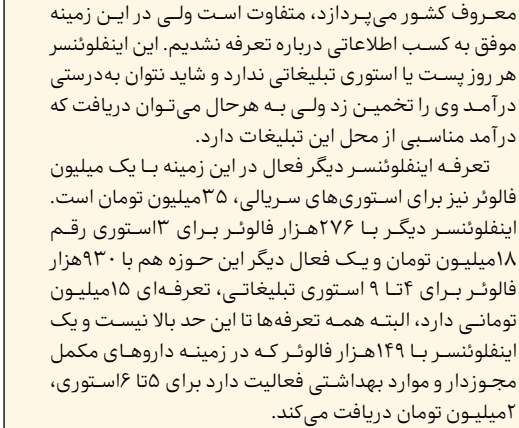 معروف کشور می‌پردازد، متفاوت است ولی در این زمینه
موفق به کسب اطلاعاتی درباره تعرفه نشدیم. این اینفلوئنسر
هر روز پست یا استوری تبلیغاتی ندارد و شاید نتوان به‌درستی
درآمد وی را تخمین زد ولی به هرحال می‌توان دریافت که
درآمد مناسبی از محل این تبلیغات دارد.
تعرفه اینفلوئنسر دیگر فعال در این زمینه با یک میلیون
فالوئر نیز برای استوری‌های سریالی، ۳۵میلیون تومان است.
اینفلوئنسر دیگر با ۲۷۶هزار فالوئر برای ۳استوری رقم
۱۸میلیون تومان و یک فعال دیگر این حوزه هم با ۹۳۰هزار
فالوئر برای ۴تا ۹ استوری تبلیغاتی، تعرفه‌ای ۱۵میلیون
تومانی دارد، البته همه تعرفه‌ها تا این حد بالا نیست و یک
اینفلوئنسر با ۱۴۹هزار فالوئر که در زمینه داروهای مکمل
مجوزدار و موارد بهداشتی فعالیت دارد برای ۵تا ۶استوری،
۲میلیون تومان دریافت می‌کند.